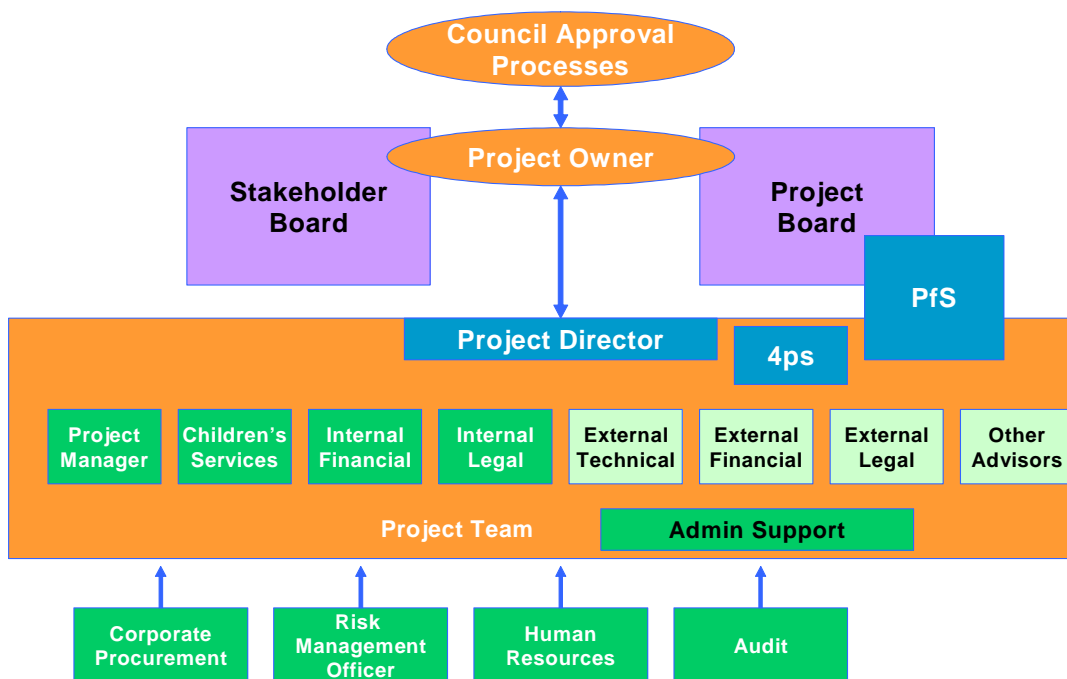 Council Approval
Processes
Project Owner
Stakeholder
Board
Project
Board
PfS
Project Director
4ps
Project
Manager
Children’s
Services
Internal
Financial
Internal
Legal
External
Technical
External
Financial
External
Legal
Other
Advisors
Project Team
Admin Support
Corporate
Procurement
Risk
Management
Officer
Human
Resources
Audit